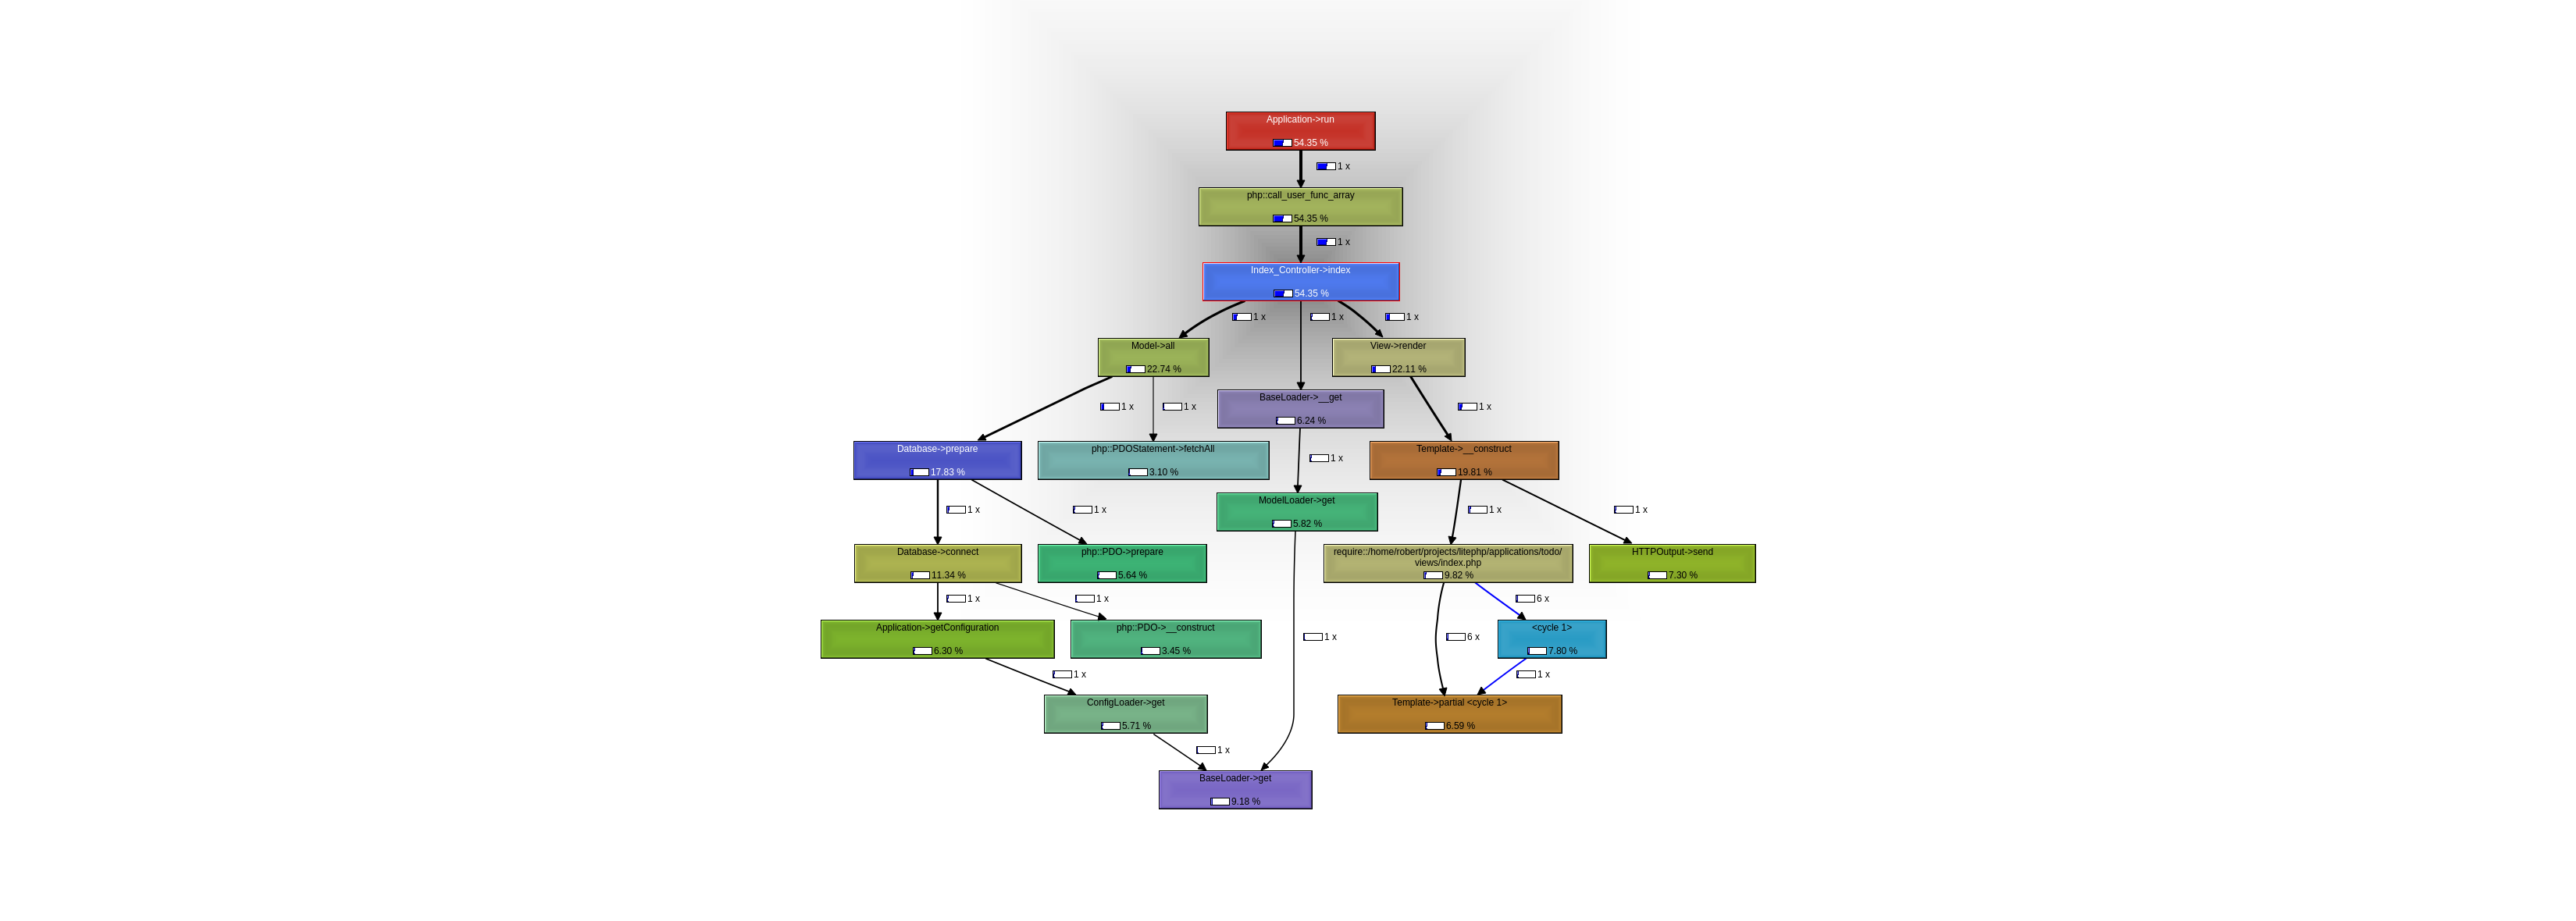 Application->run
54.35 %
1 x
php::call_user_func_array
54.35 %
1 x
Index_Controller->index
54.35 %
1 x
1 x
1 x
Model->all
22.74 %
View->render
22.11 %
BaseLoader->__get
6.24 %
1 x
1 x
1 x
Database->prepare
17.83 %
php::PDOStatement->fetchAll
3.10 %
1 x
Template->__construct
19.81 %
ModelLoader->get
5.82 %
1 x
1 x
1 x
1 x
Database->connect
11.34 %
php::PDO->prepare
5.64 %
require::/home/robert/projects/litephp/applications/todo/
views/index.php
9.82 %
HTTPOutput->send
7.30 %
1 x
1 x
6 x
Application->getConfiguration
6.30 %
php::PDO->__construct
3.45 %
1 x
6 x
<cycle 1>
7.80 %
1 x
1 x
ConfigLoader->get
5.71 %
Template->partial <cycle 1>
6.59 %
1 x
BaseLoader->get
9.18 %